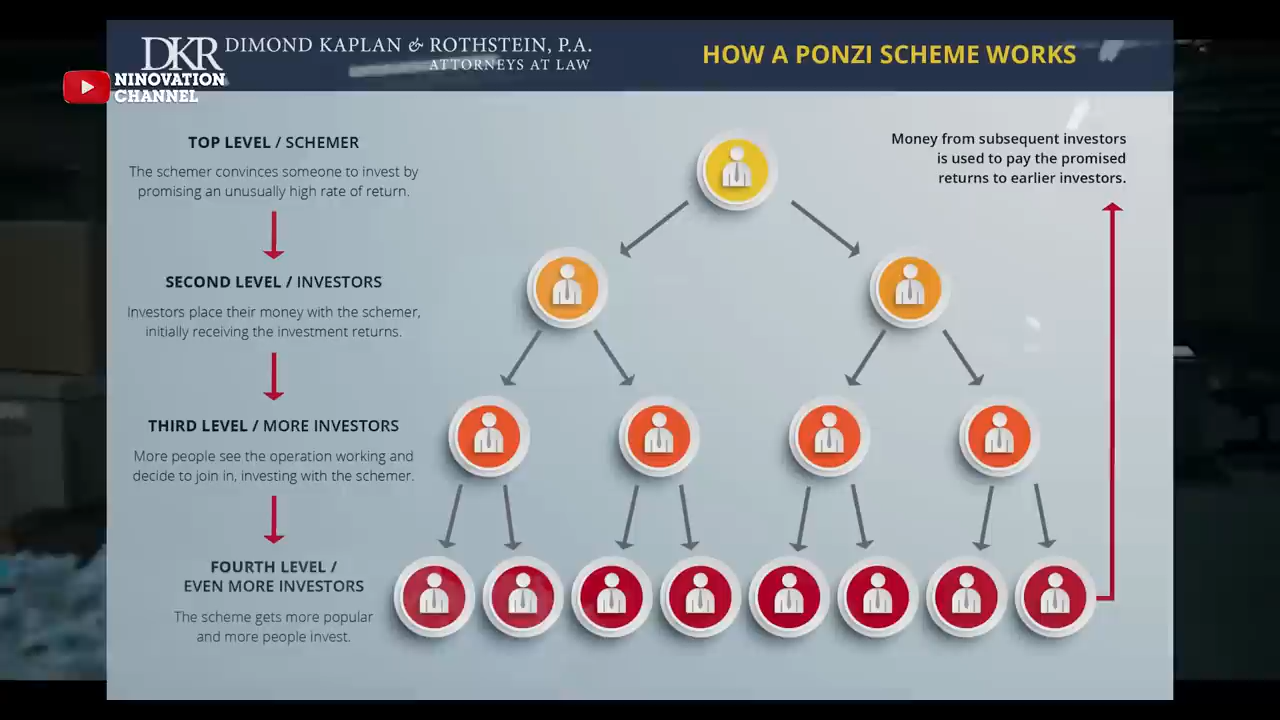 DKR DIMOND KAPLAN & ROTHSTEIN, P.A.
ATTORNEYS AT LAW
HOW A PONZI SCHEME WORKS
NINOVATION
CHANNEL
TOP LEVEL / SCHEMER
The schemer convinces someone to invest by
promising an unusually high rate of return.
SECOND LEVEL / INVESTORS
Investors place their money with the schemer,
initially receiving the investment returns.
THIRD LEVEL / MORE INVESTORS
More people see the operation working and
decide to join in, investing with the schemer.
FOURTH LEVEL /
EVEN MORE INVESTORS
The scheme gets more popular
and more people invest.
Money from subsequent investors
is used to pay the promised
returns to earlier investors.